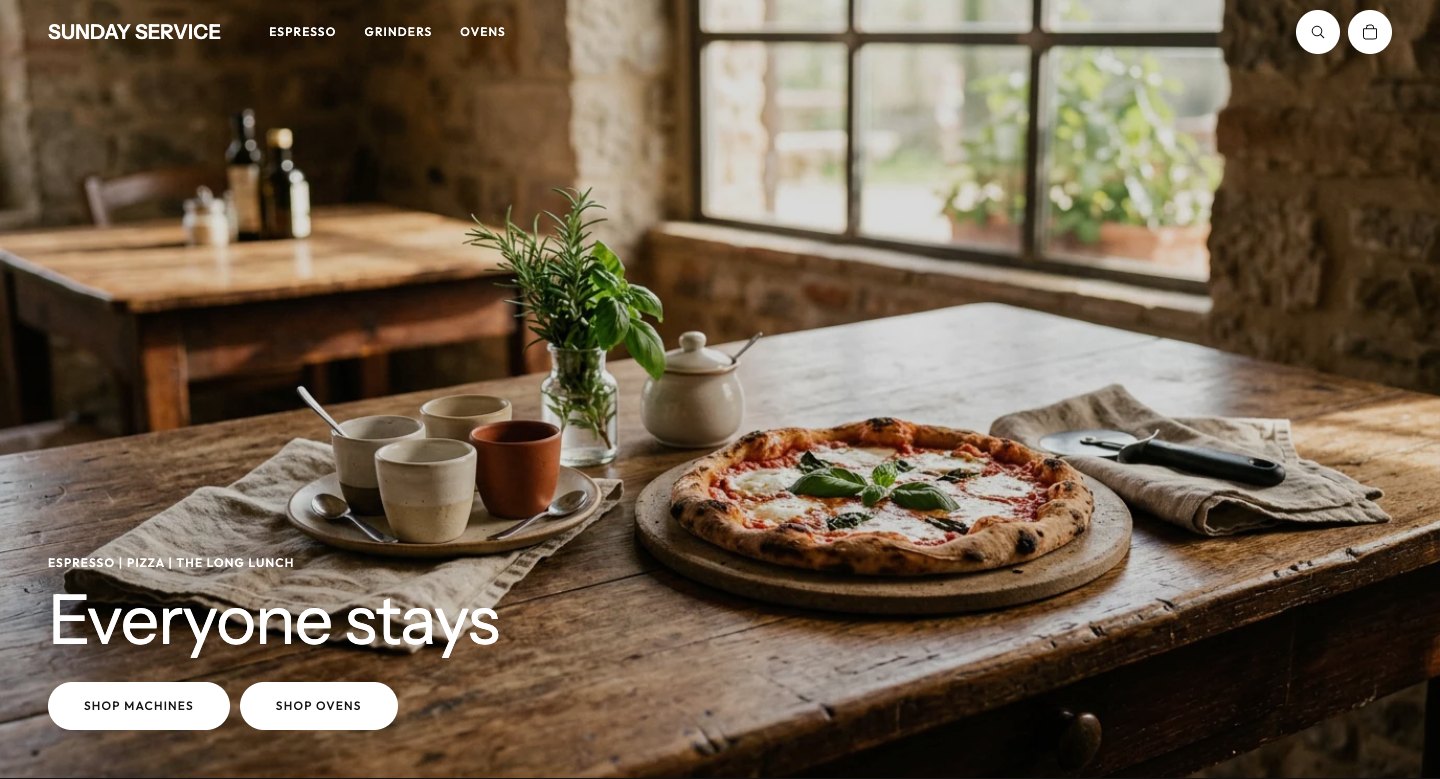 SUNDAY SERVICE
ESPRESSO GRINDERS OVENS
ESPRESSO | PIZZA | THE LONG LUNCH
Everyone stays
SHOP MACHINES SHOP OVENS